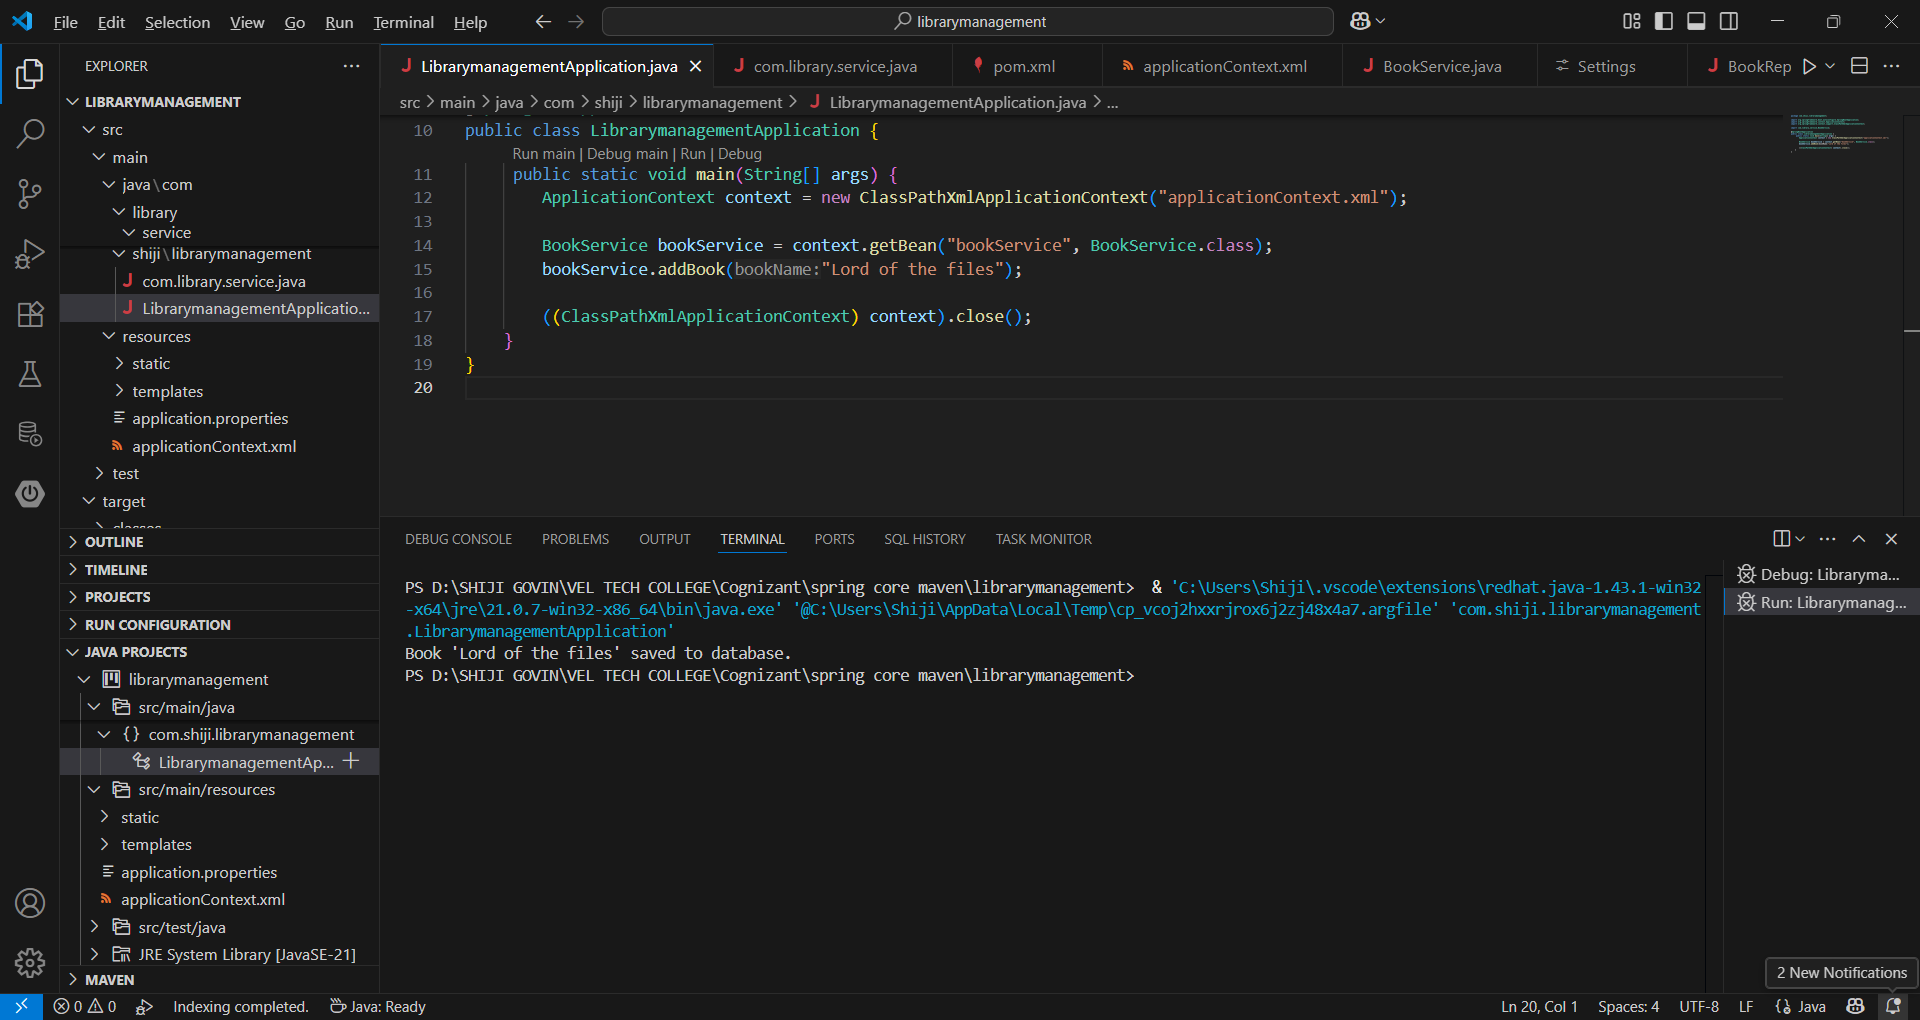 File Edit Selection View Go Run Terminal Help
librarymanagement
EXPLORER
LIBRARYMANAGEMENT
src
main
java\com
library
service
shiji\librarymanagement
com.library.service.java
LibrarymanagementApplicatio...
resources
static
templates
application.properties
applicationContext.xml
test
target
classes
OUTLINE
TIMELINE
PROJECTS
RUN CONFIGURATION
JAVA PROJECTS
librarymanagement
src/main/java
{} com.shiji.librarymanagement
LibrarymanagementAp...
src/main/resources
static
templates
application.properties
applicationContext.xml
src/test/java
JRE System Library [JavaSE-21]
MAVEN
LibrarymanagementApplication.java com.library.service.java pom.xml applicationContext.xml BookService.java Settings BookRep
src > main > java > com > shiji > librarymanagement > LibrarymanagementApplication.java > ...
10 public class LibrarymanagementApplication {
Run main | Debug main | Run | Debug
11 public static void main(String[] args) {
12 ApplicationContext context = new ClassPathXmlApplicationContext("applicationContext.xml");
13
14 BookService bookService = context.getBean("bookService", BookService.class);
15 bookService.addBook(bookName:"Lord of the files");
16
17 ((ClassPathXmlApplicationContext) context).close();
18 }
19 }
20
DEBUG CONSOLE PROBLEMS OUTPUT TERMINAL PORTS SQL HISTORY TASK MONITOR
PS D:\SHIJI GOVIN\VEL TECH COLLEGE\Cognizant\spring core maven\librarymanagement> & 'C:\Users\Shiji\.vscode\extensions\redhat.java-1.43.1-win32
-x64\jre\21.0.7-win32-x86_64\bin\java.exe' '@C:\Users\Shiji\AppData\Local\Temp\cp_vcoj2hxxrjrox6j2zj48x4a7.argfile' 'com.shiji.librarymanagement
.LibrarymanagementApplication'
Book 'Lord of the files' saved to database.
PS D:\SHIJI GOVIN\VEL TECH COLLEGE\Cognizant\spring core maven\librarymanagement>
Debug: Libraryma...
Run: Librarymanag...
2 New Notifications
0 0 Indexing completed. Java: Ready
Ln 20, Col 1 Spaces: 4 UTF-8 LF Java